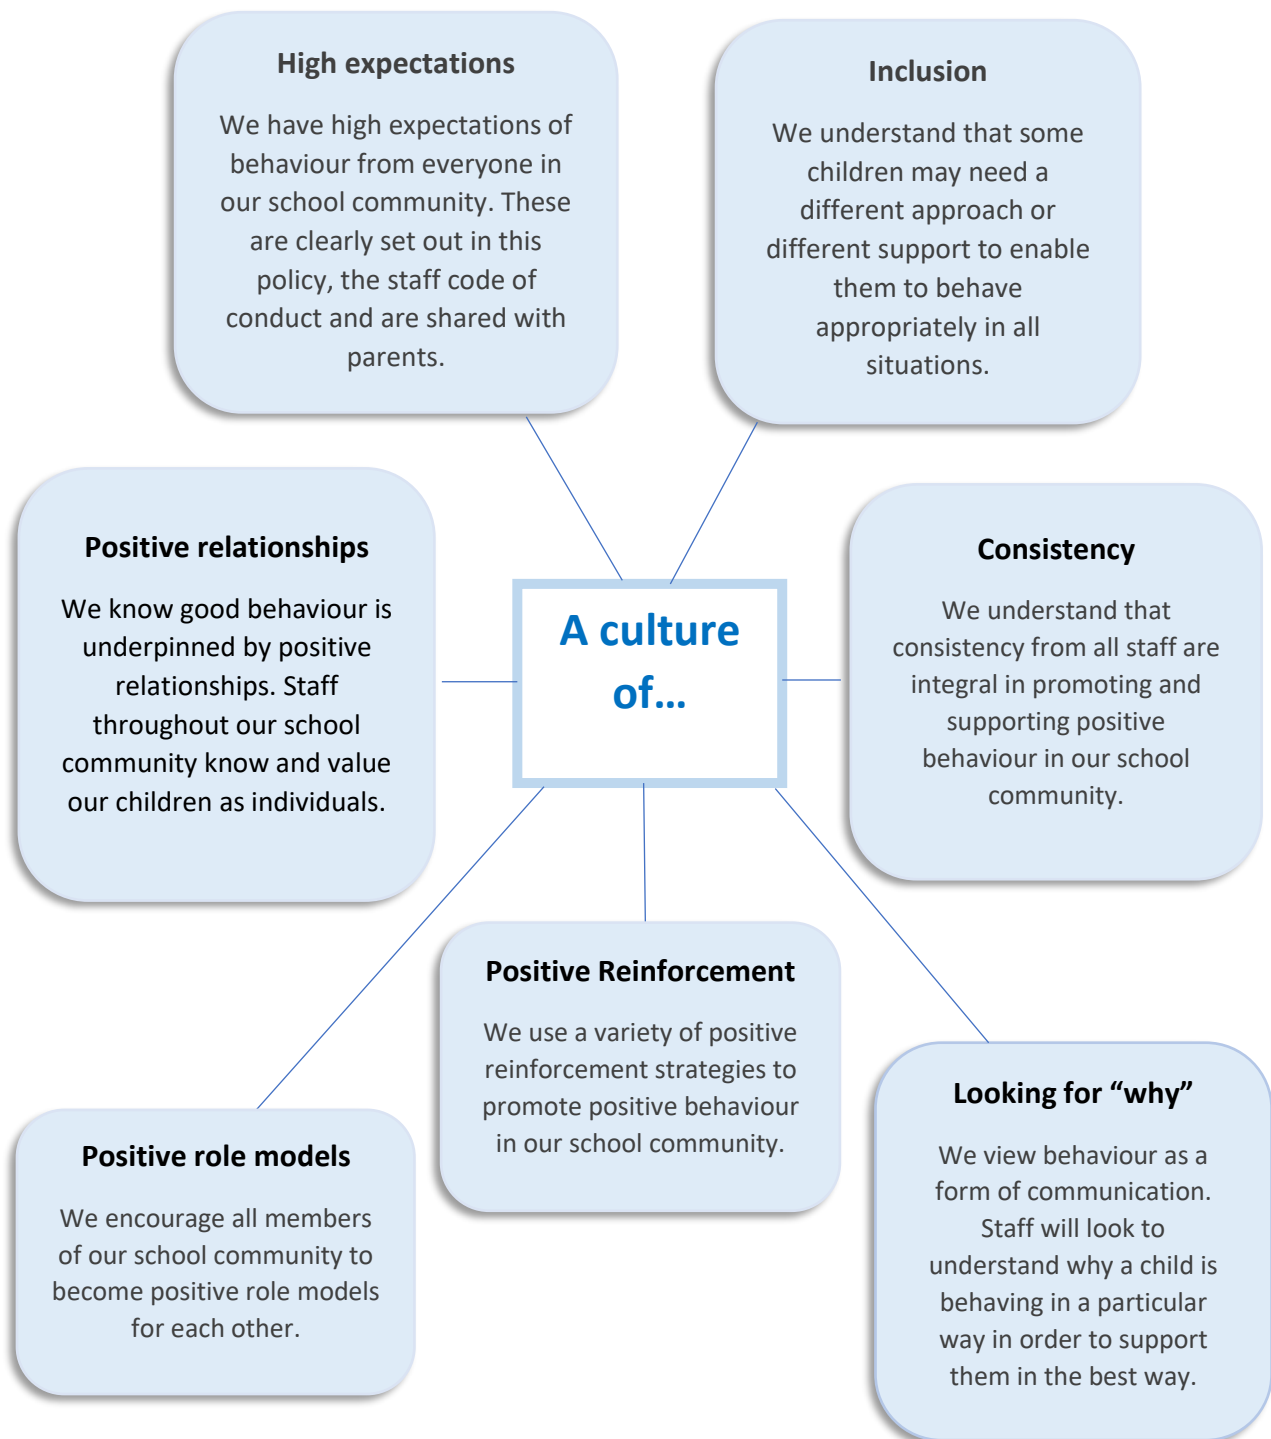 High expectations
We have high expectations of
behaviour from everyone in
our school community. These
are clearly set out in this
policy, the staff code of
conduct and are shared with
parents.
Inclusion
We understand that some
children may need a
different approach or
different support to enable
them to behave
appropriately in all
situations.
Positive relationships
We know good behaviour is
underpinned by positive
relationships. Staff
throughout our school
community know and value
our children as individuals.
A culture
of…
Consistency
We understand that
consistency from all staff are
integral in promoting and
supporting positive
behaviour in our school
community.
Positive role models
We encourage all members
of our school community to
become positive role models
for each other.
Positive Reinforcement
We use a variety of positive
reinforcement strategies to
promote positive behaviour
in our school community.
Looking for “why”
We view behaviour as a
form of communication.
Staff will look to
understand why a child is
behaving in a particular
way in order to support
them in the best way.